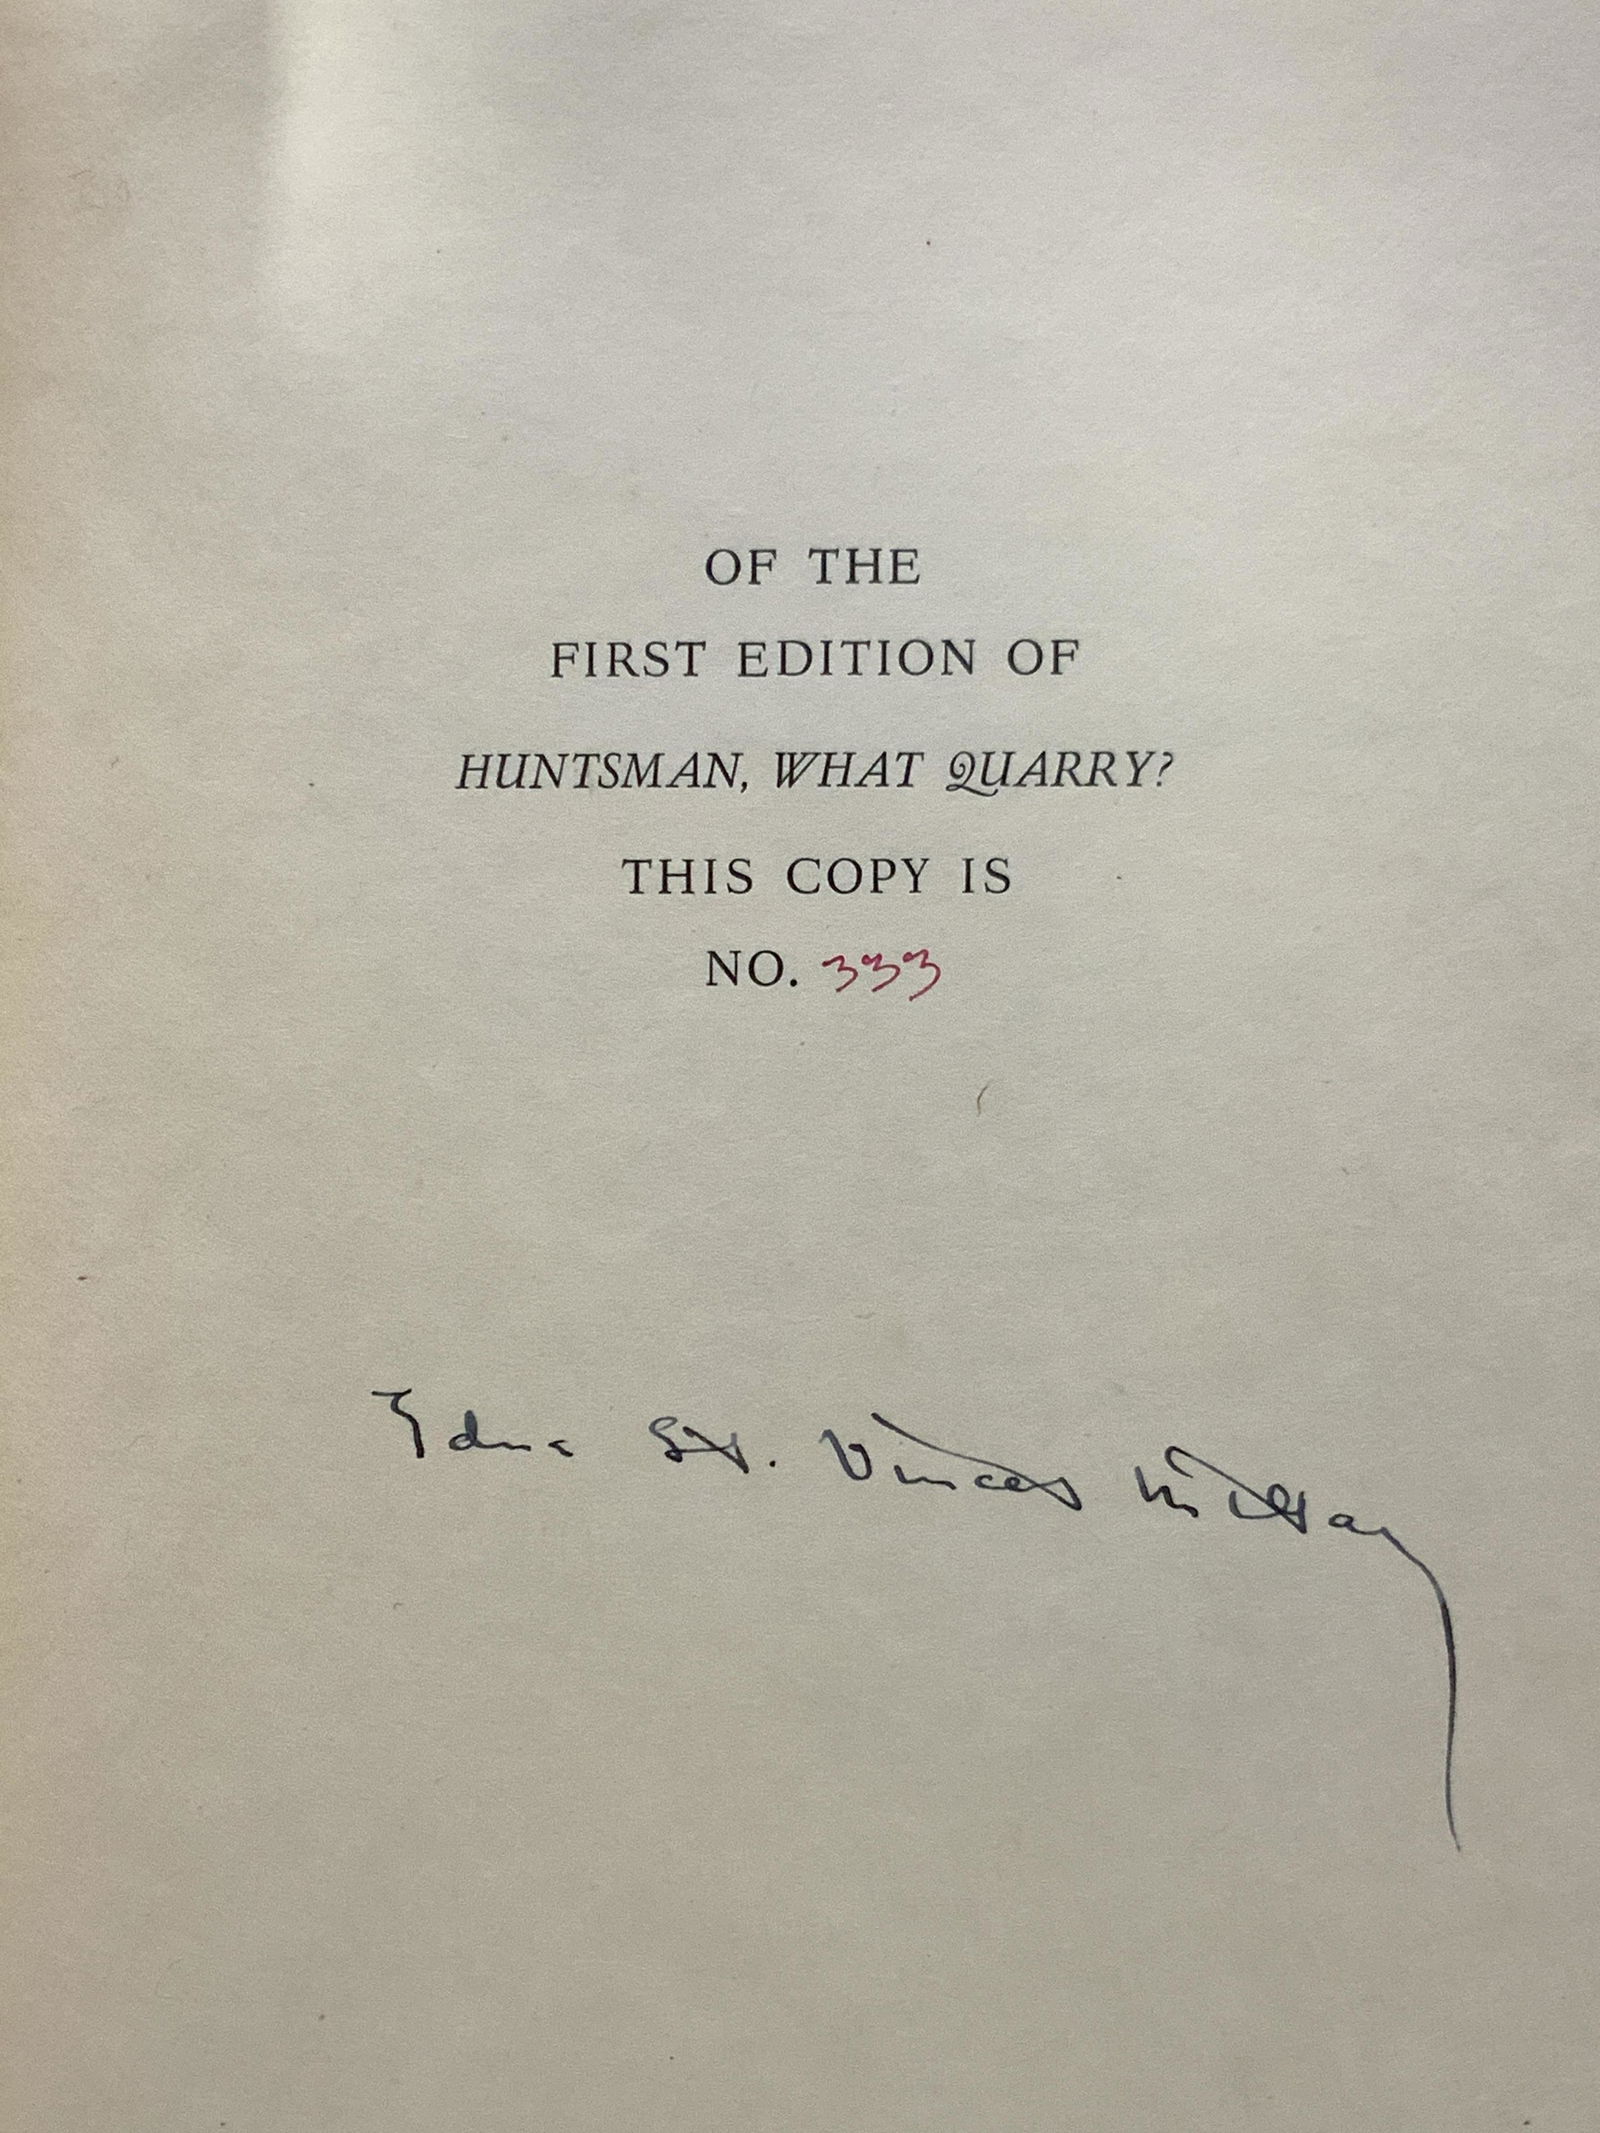 OF THE
FIRST EDITION OF
HUNTSMAN, WHAT QUARRY?
THIS COPY IS
NO. 333
Edna St. Vincent Millay